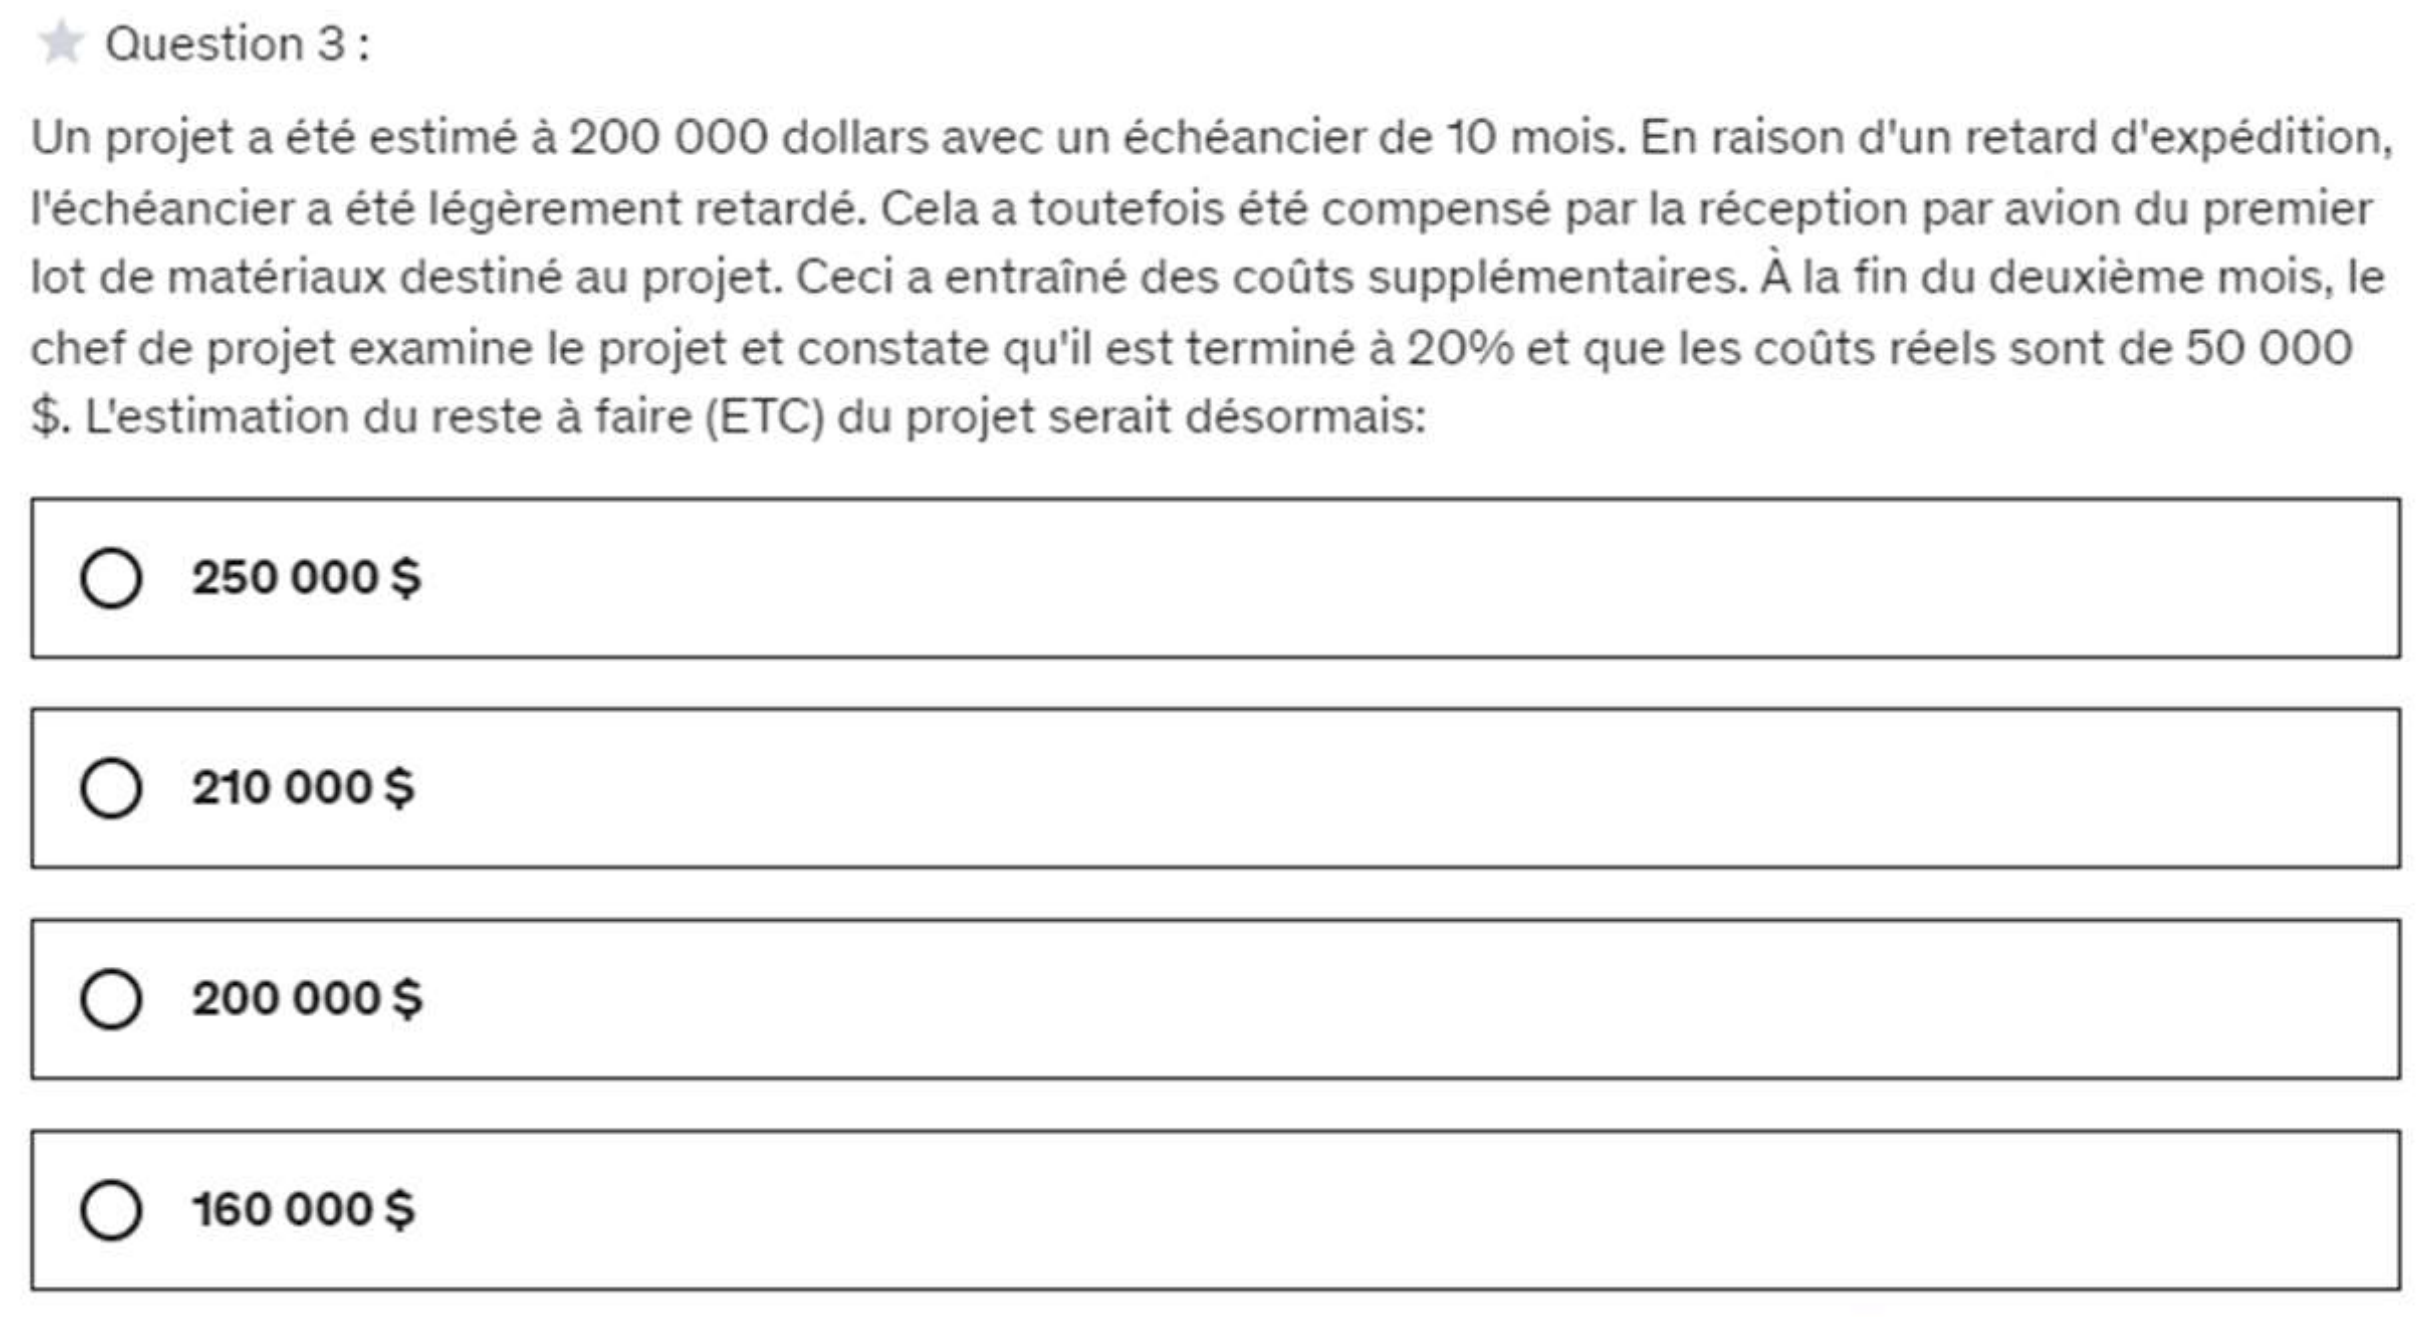 Question 3 :
Un projet a été estimé à 200 000 dollars avec un échéancier de 10 mois. En raison d'un retard d'expédition,
l'échéancier a été légèrement retardé. Cela a toutefois été compensé par la réception par avion du premier
lot de matériaux destiné au projet. Ceci a entraîné des coûts supplémentaires. À la fin du deuxième mois, le
chef de projet examine le projet et constate qu'il est terminé à 20% et que les coûts réels sont de 50 000
$. L'estimation du reste à faire (ETC) du projet serait désormais:
250 000 $
210 000 $
200 000 $
160 000 $